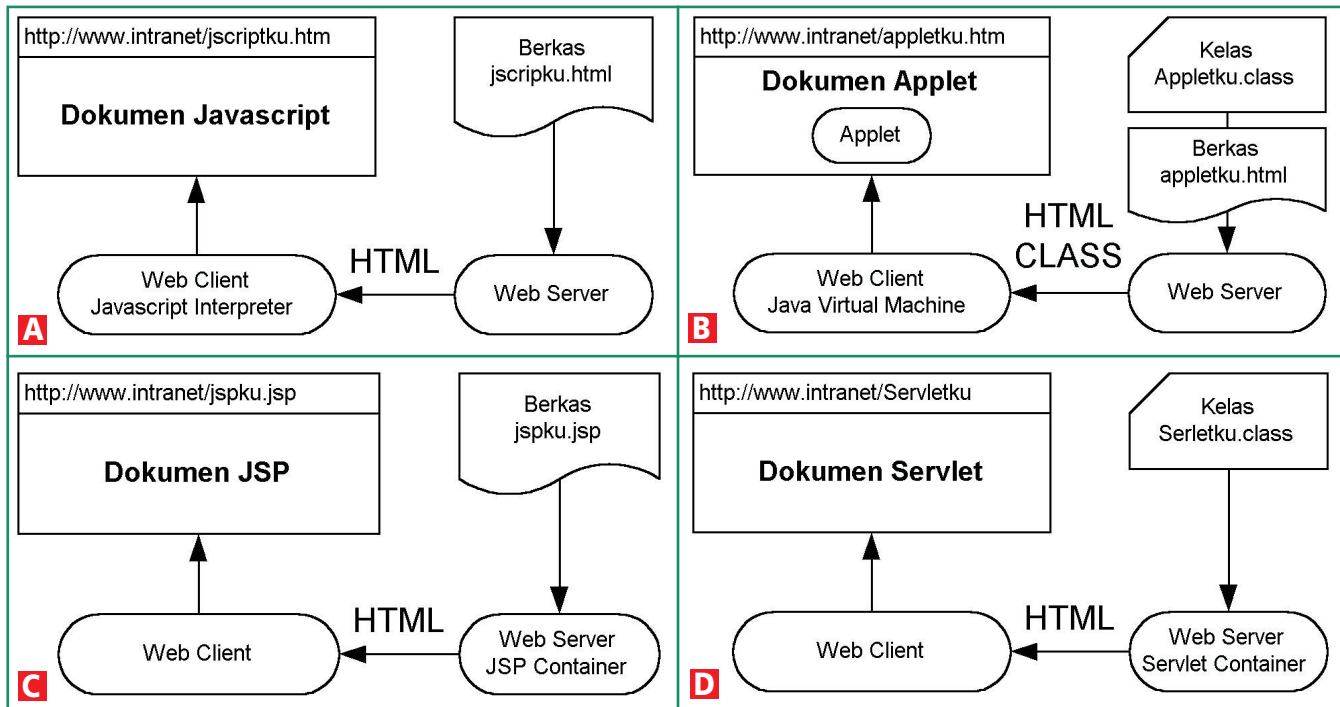 http://www.intranet/jscriptku.htm
Dokumen Javascript
Berkas
jscripku.html
HTML
Web Client
Javascript Interpreter
Web Server
A
http://www.intranet/appletku.htm
Dokumen Applet
Applet
Kelas
Appletku.class
Berkas
appletku.html
HTML
CLASS
Web Client
Java Virtual Machine
Web Server
B
http://www.intranet/jspku.jsp
Dokumen JSP
Berkas
jspku.jsp
HTML
Web Client
Web Server
JSP Container
C
http://www.intranet/Servletku
Dokumen Servlet
Kelas
Serletku.class
HTML
Web Client
Web Server
Servlet Container
D